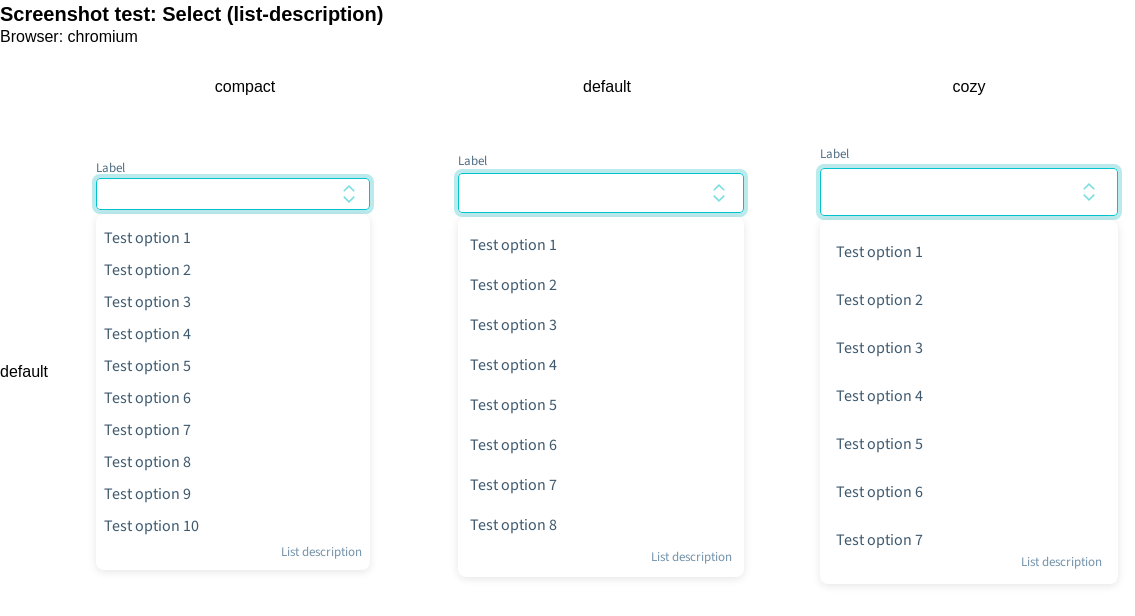 Screenshot test: Select (list-description)
Browser: chromium
compact
default
cozy
default
Label
Test option 1
Test option 2
Test option 3
Test option 4
Test option 5
Test option 6
Test option 7
Test option 8
Test option 9
Test option 10
List description
Label
Test option 1
Test option 2
Test option 3
Test option 4
Test option 5
Test option 6
Test option 7
Test option 8
List description
Label
Test option 1
Test option 2
Test option 3
Test option 4
Test option 5
Test option 6
Test option 7
List description